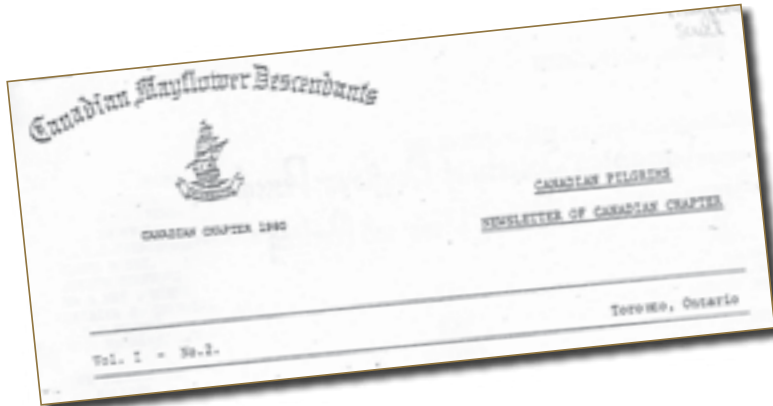 Canadian Mayflower Descendants
CANADIAN CHAPTER 1980
CANADIAN PILGRIMS
NEWSLETTER OF CANADIAN CHAPTER
Toronto, Ontario
Vol. I - No.2.